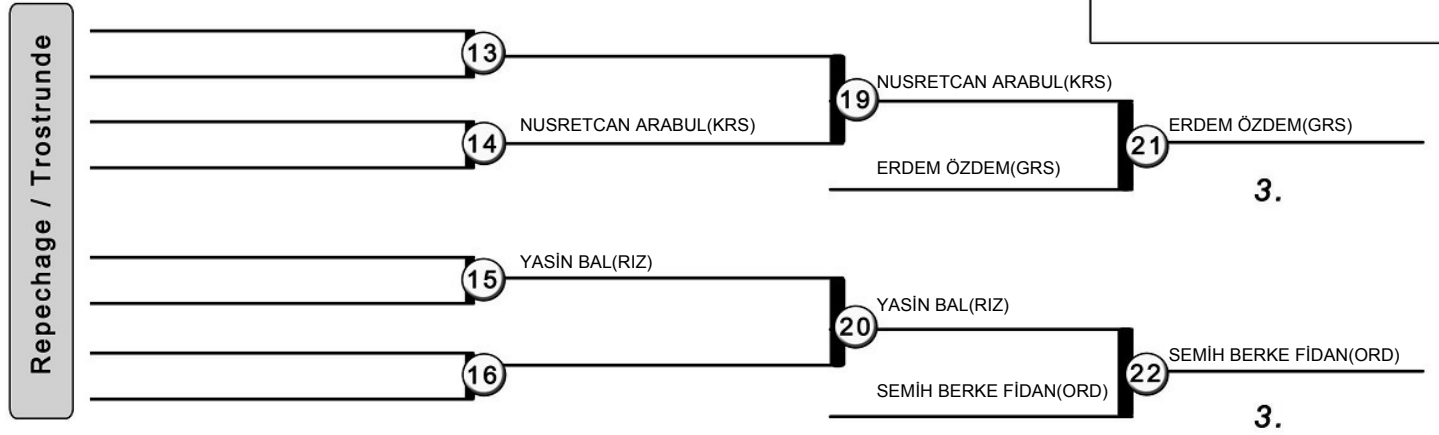 Repechage / Trostrunde
13
14
NUSRETCAN ARABUL(KRS)
19
NUSRETCAN ARABUL(KRS)
ERDEM ÖZDEM(GRS)
21
ERDEM ÖZDEM(GRS)
3.
15
YASİN BAL(RIZ)
16
20
YASİN BAL(RIZ)
SEMİH BERKE FİDAN(ORD)
22
SEMİH BERKE FİDAN(ORD)
3.